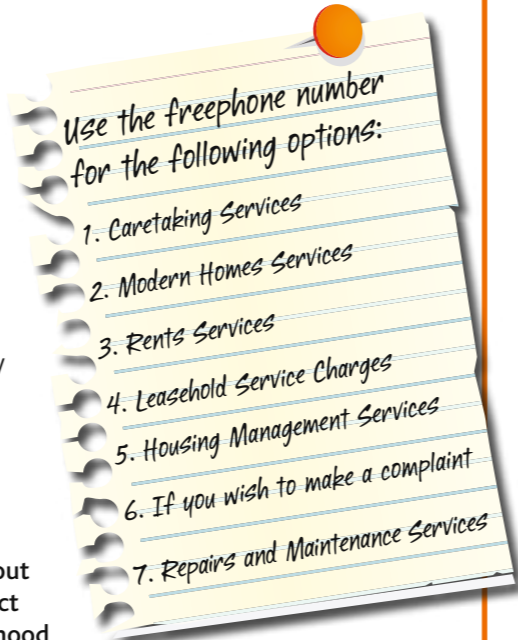 Use the freephone number
for the following options:
1. Caretaking Services
2. Modern Homes Services
3. Rents Services
4. Leasehold Service Charges
5. Housing Management Services
6. If you wish to make a complaint
7. Repairs and Maintenance Services